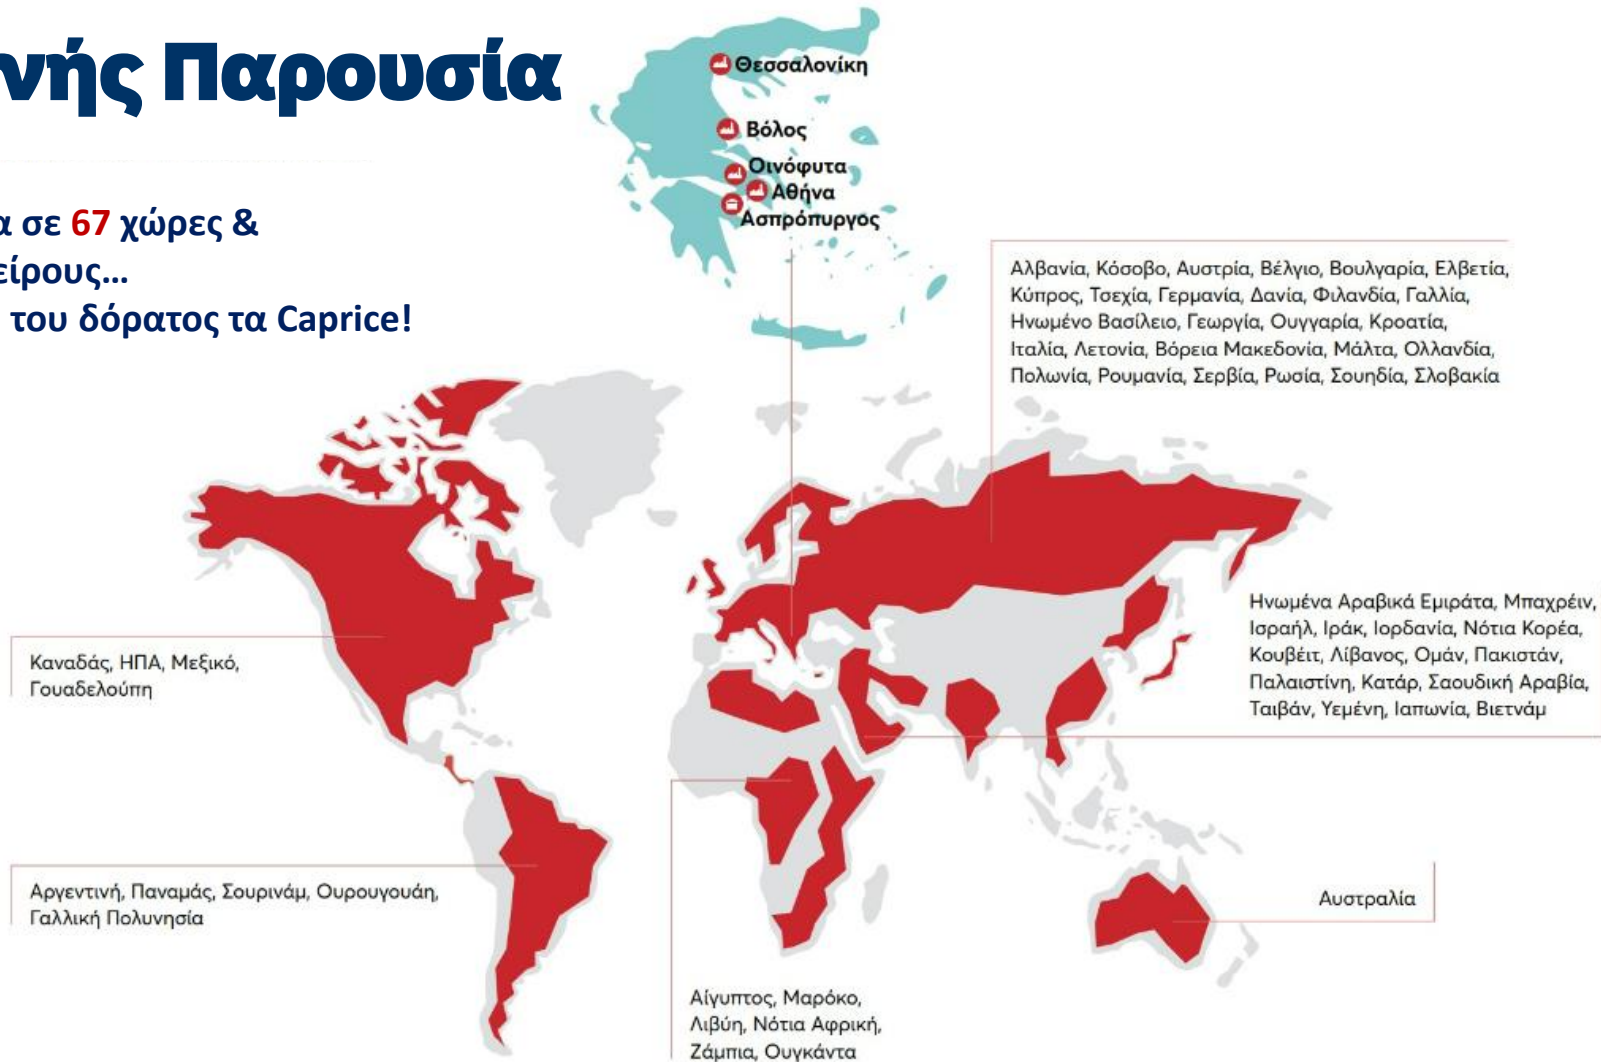 νής Παρουσία
α σε 67 χώρες &
είρους...
του δόρατος τα Caprice!
Θεσσαλονίκη
Βόλος
Οινόφυτα
Αθήνα
Ασπρόπυργος
Αλβανία, Κόσοβο, Αυστρία, Βέλγιο, Βουλγαρία, Ελβετία,
Κύπρος, Τσεχία, Γερμανία, Δανία, Φιλανδία, Γαλλία,
Ηνωμένο Βασίλειο, Γεωργία, Ουγγαρία, Κροατία,
Ιταλία, Λετονία, Βόρεια Μακεδονία, Μάλτα, Ολλανδία,
Πολωνία, Ρουμανία, Σερβία, Ρωσία, Σουηδία, Σλοβακία
Ηνωμένα Αραβικά Εμιράτα, Μπαχρέιν,
Ισραήλ, Ιράκ, Ιορδανία, Νότια Κορέα,
Κουβέιτ, Λίβανος, Ομάν, Πακιστάν,
Παλαιστίνη, Κατάρ, Σαουδική Αραβία,
Ταιβάν, Υεμένη, Ιαπωνία, Βιετνάμ
Καναδάς, ΗΠΑ, Μεξικό,
Γουαδελούπη
Αργεντινή, Παναμάς, Σουρινάμ, Ουρουγουάη,
Γαλλική Πολυνησία
Αυστραλία
Αίγυπτος, Μαρόκο,
Λιβύη, Νότια Αφρική,
Ζάμπια, Ουγκάντα